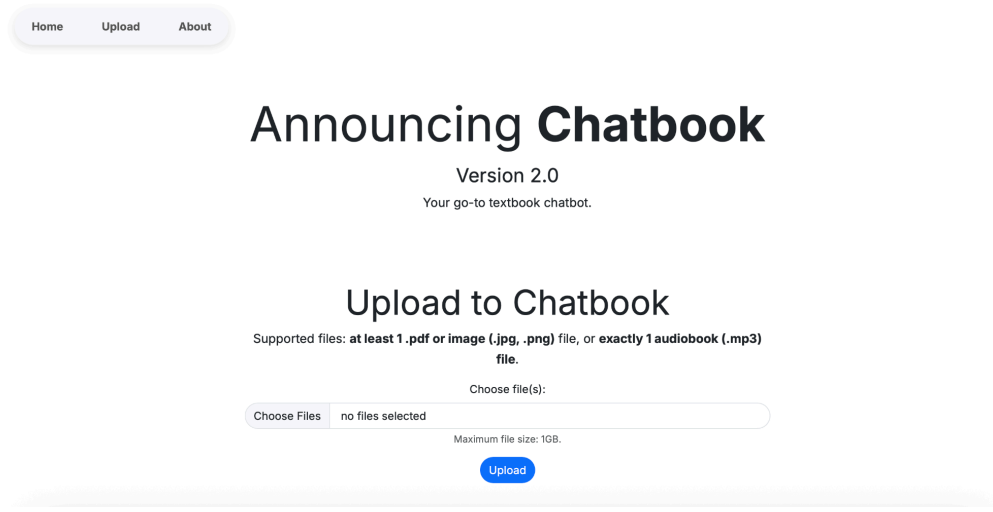 Home Upload About
Announcing Chatbook
Version 2.0
Your go-to textbook chatbot.
Upload to Chatbook
Supported files: at least 1 .pdf or image (.jpg, .png) file, or exactly 1 audiobook (.mp3)
file.
Choose file(s):
Choose Files no files selected
Maximum file size: 1GB.
Upload